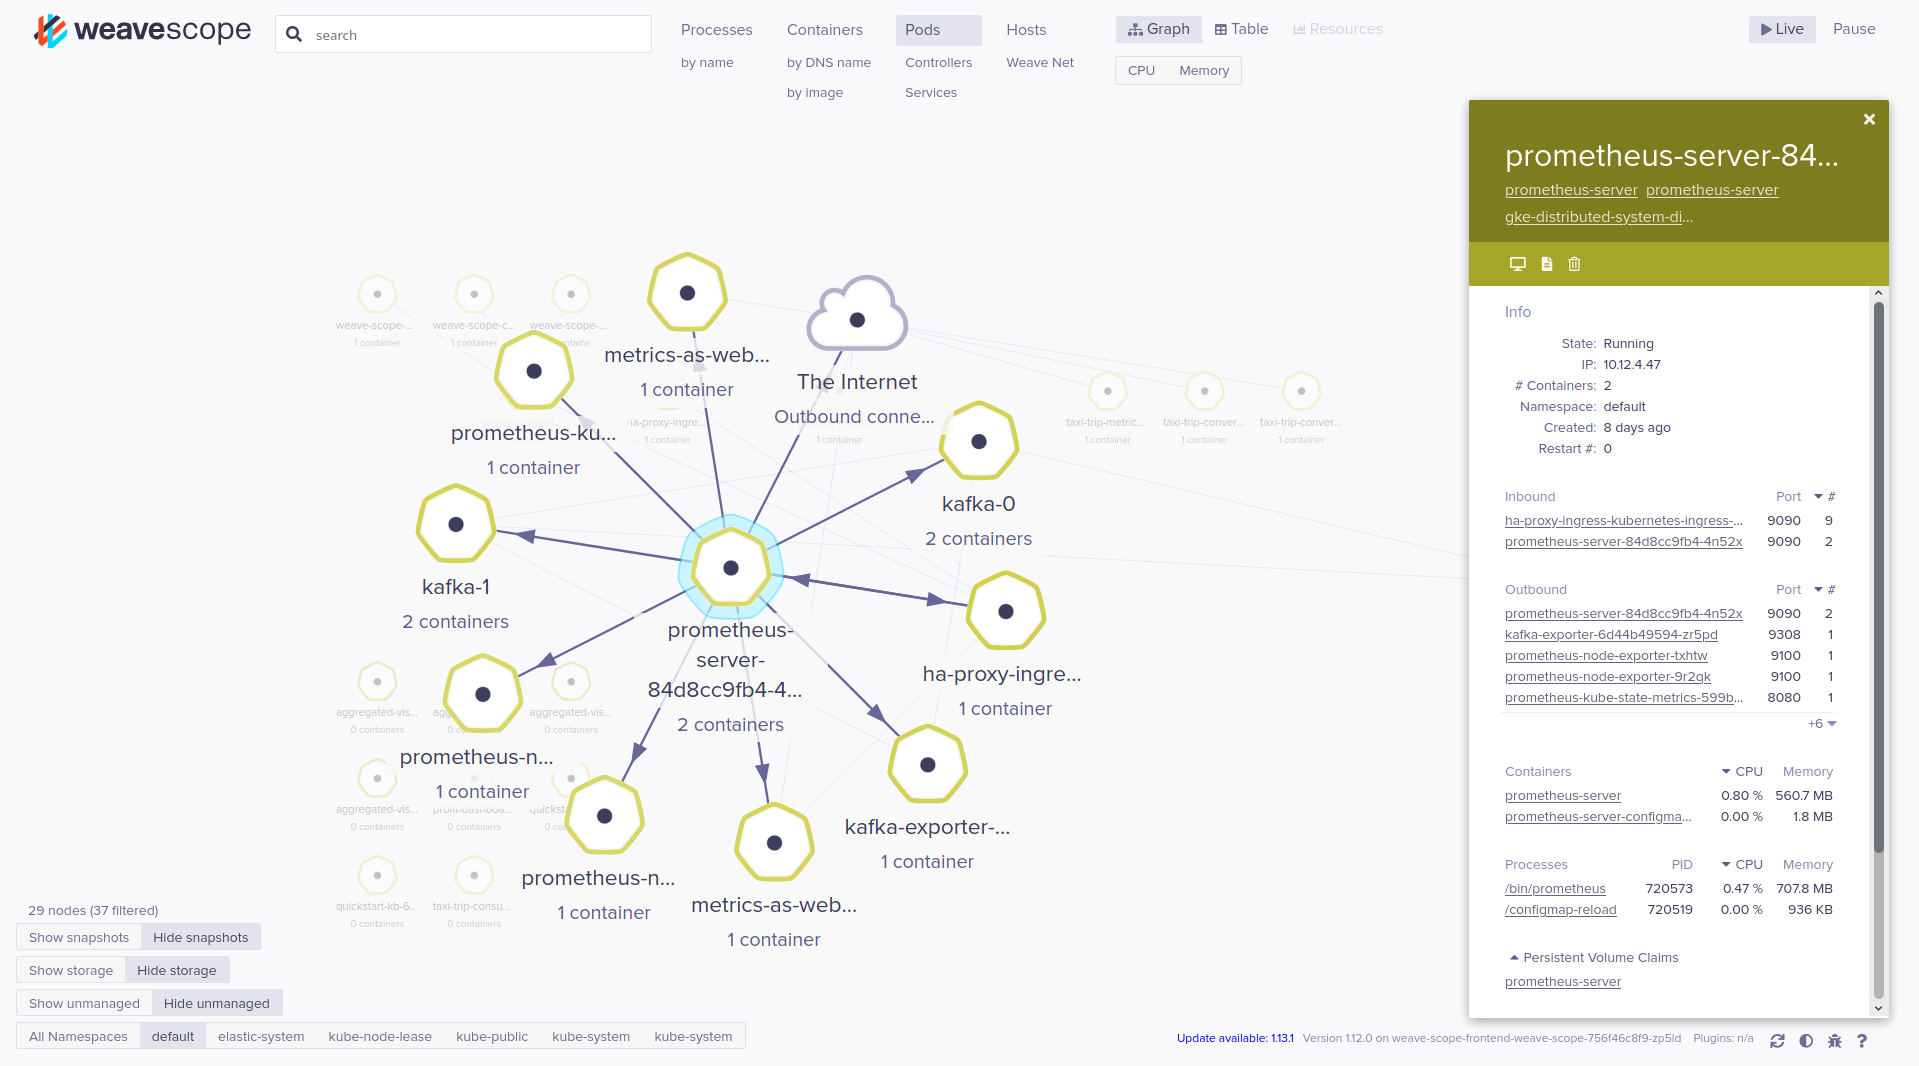 weavescope
search
Processes
Containers
Pods
Hosts
by name
by DNS name
Controllers
Weave Net
by image
Services
Graph
Table
Resources
CPU
Memory
Live
Pause
prometheus-server-84...
prometheus-server prometheus-server
gke-distributed-system-di...
Info
State: Running
IP: 10.12.4.47
# Containers: 2
Namespace: default
Created: 8 days ago
Restart #: 0
Inbound Port #
ha-proxy-ingress-kubernetes-ingress-... 9090 9
prometheus-server-84d8cc9fb4-4n52x 9090 2
Outbound Port #
prometheus-server-84d8cc9fb4-4n52x 9090 2
kafka-exporter-6d44b49594-zr5pd 9308 1
prometheus-node-exporter-txhtw 9100 1
prometheus-node-exporter-9r2qk 9100 1
prometheus-kube-state-metrics-599b... 8080 1
+6
Containers CPU Memory
prometheus-server 0.80 % 560.7 MB
prometheus-server-configma... 0.00 % 1.8 MB
Processes PID CPU Memory
/bin/prometheus 720573 0.47 % 707.8 MB
/configmap-reload 720519 0.00 % 936 KB
Persistent Volume Claims
prometheus-server
weave-scope-...
1 container
weave-scope-c...
1 container
weave-scope-...
metrics-as-web...
1 container
The Internet
Outbound conne...
1 container
prometheus-ku...
1 container
ha-proxy-ingre...
1 container
taxi-trip-metric...
1 container
taxi-trip-conver...
1 container
taxi-trip-conver...
1 container
kafka-0
2 containers
kafka-1
2 containers
prometheus-
server-
84d8cc9fb4-4...
2 containers
ha-proxy-ingre...
1 container
aggregated-vis...
0 containers
aggregated-vis...
0 containers
prometheus-n...
1 container
aggregated-vis...
0 containers
profit-dashboa...
0 containers
prometheus-n...
1 container
metrics-as-web...
1 container
kafka-exporter-...
1 container
quickstart-kb-6...
0 containers
taxi-trip-consu...
0 containers
29 nodes (37 filtered)
Show snapshots Hide snapshots
Show storage Hide storage
Show unmanaged Hide unmanaged
All Namespaces default elastic-system kube-node-lease kube-public kube-system kube-system
Update available: 1.13.1 Version 1.12.0 on weave-scope-frontend-weave-scope-756f46c8f9-zp5ld Plugins: n/a